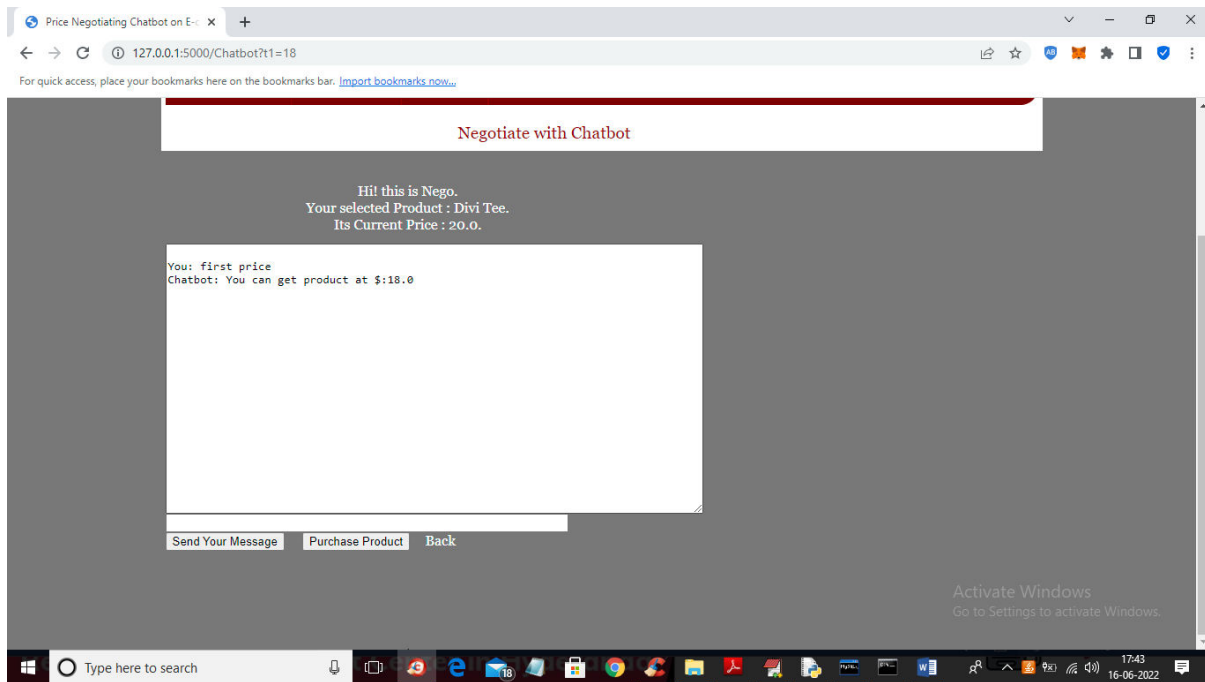 Price Negotiating Chatbot on E-c
127.0.0.1:5000/Chatbot?t1=18
For quick access, place your bookmarks here on the bookmarks bar. Import bookmarks now...
Negotiate with Chatbot
Hi! this is Nego.
Your selected Product : Divi Tee.
Its Current Price : 20.0.
You: first price
Chatbot: You can get product at $:18.0
Send Your Message Purchase Product Back
Activate Windows
Go to Settings to activate Windows.
Type here to search
18
17:43
16-06-2022